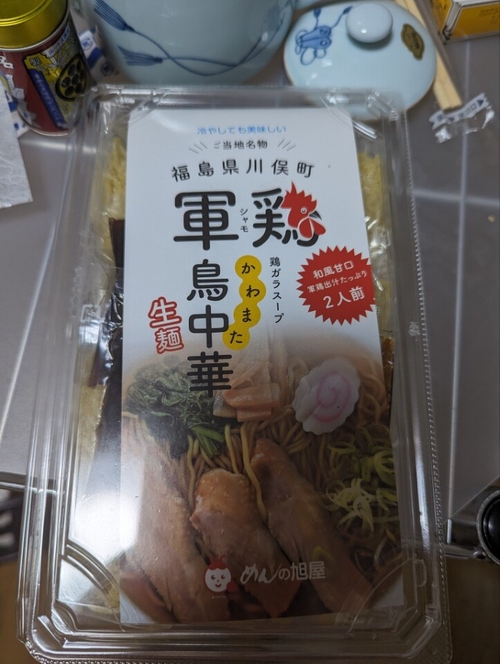 冷やしても美味しい
ご当地名物
福島県川俣町
軍鶏
シャモ
鶏ガラスープ
かわまた
鳥中華
生麺
和風甘口
軍鶏出汁たっぷり
2人前
めんの旭屋